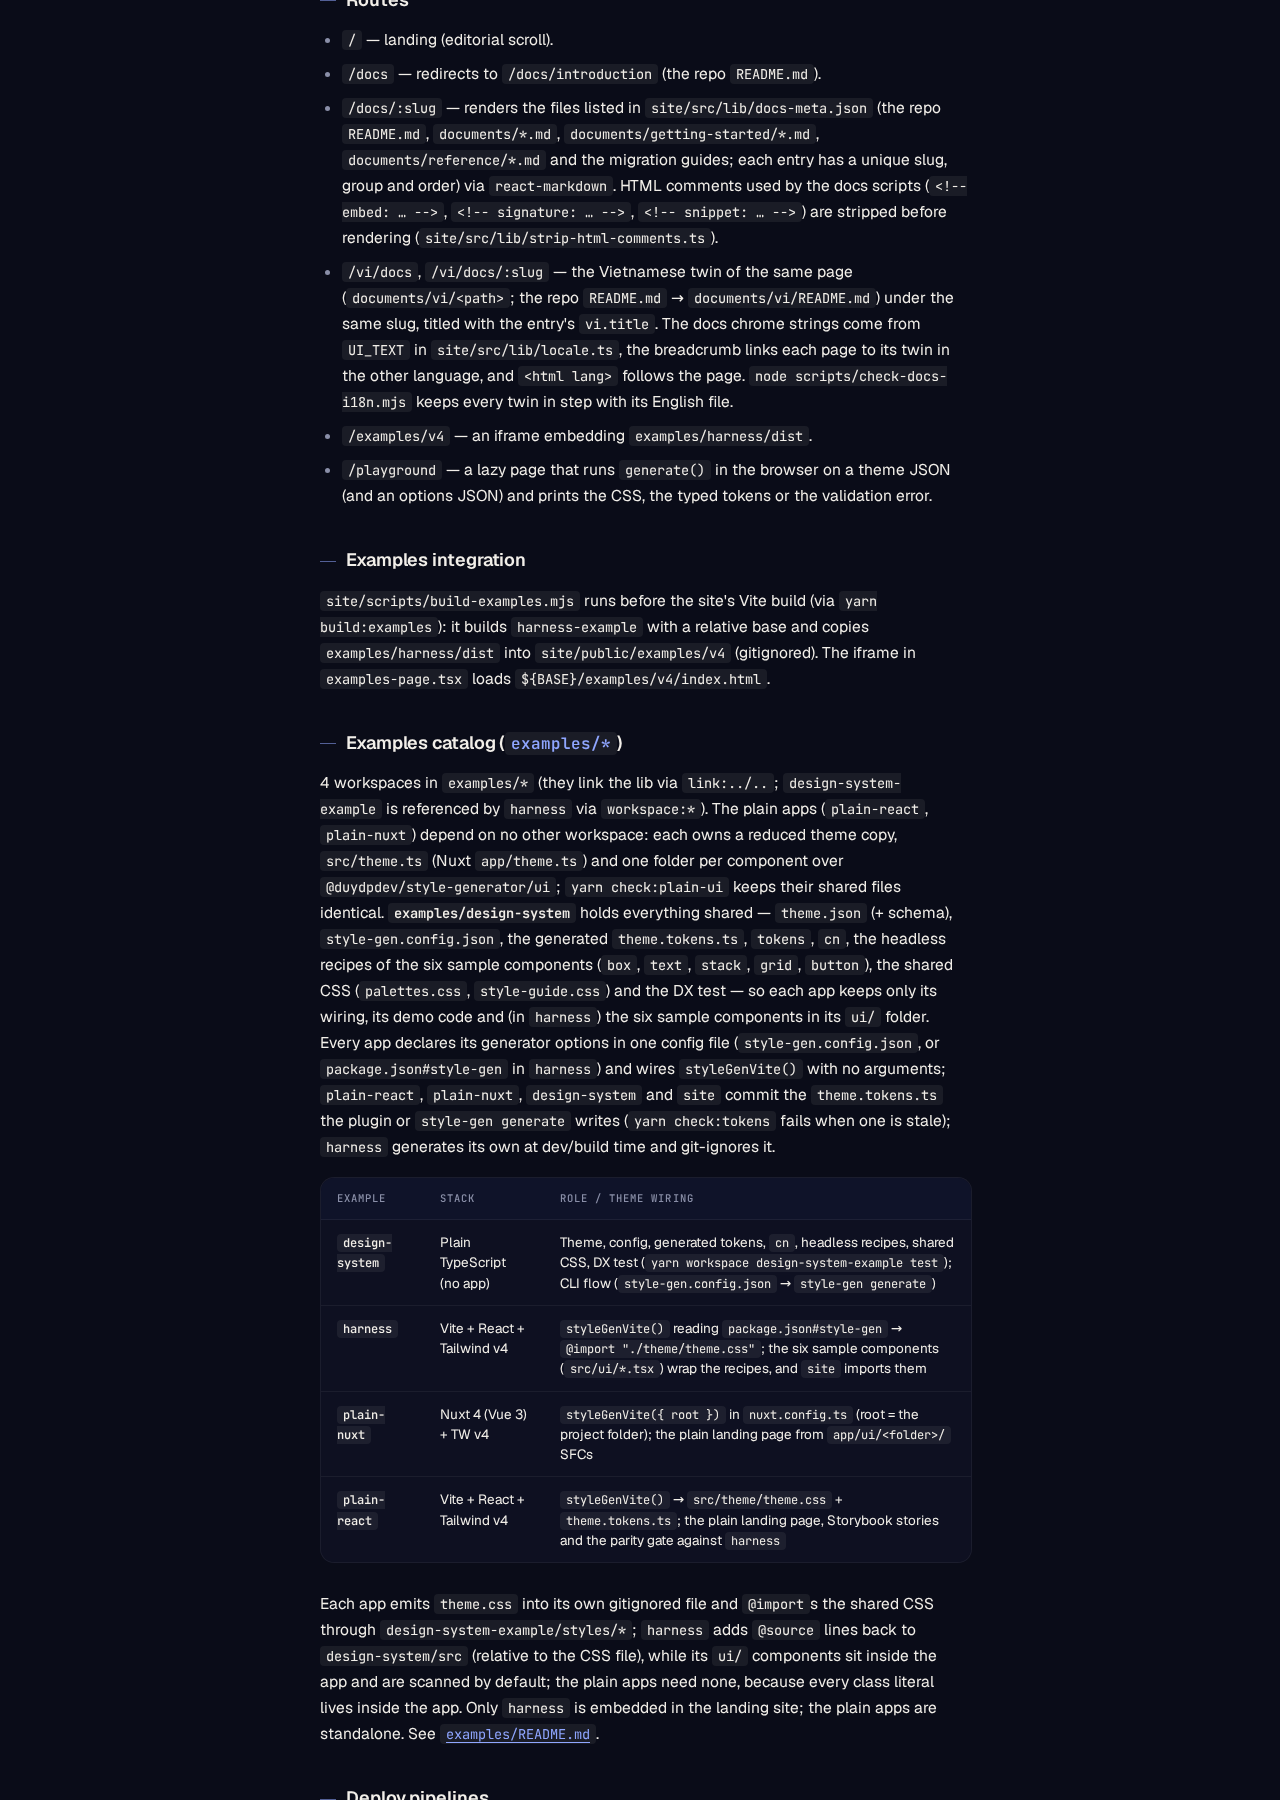 Routes
/ — landing (editorial scroll).
/docs — redirects to /docs/introduction (the repo README.md ).
/docs/:slug — renders the files listed in site/src/lib/docs-meta.json (the repo
README.md , documents/*.md , documents/getting-started/*.md ,
documents/reference/*.md and the migration guides; each entry has a unique slug,
group and order) via react-markdown . HTML comments used by the docs scripts ( <!--
embed: … --> , <!-- signature: … --> , <!-- snippet: … --> ) are stripped before
rendering ( site/src/lib/strip-html-comments.ts ).
/vi/docs , /vi/docs/:slug — the Vietnamese twin of the same page
( documents/vi/<path> ; the repo README.md → documents/vi/README.md ) under the
same slug, titled with the entry's vi.title . The docs chrome strings come from
UI_TEXT in site/src/lib/locale.ts , the breadcrumb links each page to its twin in
the other language, and <html lang> follows the page. node scripts/check-docs-
i18n.mjs keeps every twin in step with its English file.
/examples/v4 — an iframe embedding examples/harness/dist .
/playground — a lazy page that runs generate() in the browser on a theme JSON
(and an options JSON) and prints the CSS, the typed tokens or the validation error.
Examples integration
site/scripts/build-examples.mjs runs before the site's Vite build (via yarn
build:examples ): it builds harness-example with a relative base and copies
examples/harness/dist into site/public/examples/v4 (gitignored). The iframe in
examples-page.tsx loads ${BASE}/examples/v4/index.html .
Examples catalog ( examples/* )
4 workspaces in examples/* (they link the lib via link:../.. ; design-system-
example is referenced by harness via workspace:* ). The plain apps ( plain-react ,
plain-nuxt ) depend on no other workspace: each owns a reduced theme copy,
src/theme.ts (Nuxt app/theme.ts ) and one folder per component over
@duydpdev/style-generator/ui ; yarn check:plain-ui keeps their shared files
identical. examples/design-system holds everything shared — theme.json (+ schema),
style-gen.config.json , the generated theme.tokens.ts , tokens , cn , the headless
recipes of the six sample components ( box , text , stack , grid , button ), the shared
CSS ( palettes.css , style-guide.css ) and the DX test — so each app keeps only its
wiring, its demo code and (in harness ) the six sample components in its ui/ folder.
Every app declares its generator options in one config file ( style-gen.config.json , or
package.json#style-gen in harness ) and wires styleGenVite() with no arguments;
plain-react , plain-nuxt , design-system and site commit the theme.tokens.ts
the plugin or style-gen generate writes ( yarn check:tokens fails when one is stale);
harness generates its own at dev/build time and git-ignores it.
EXAMPLE STACK ROLE / THEME WIRING
design- Plain Theme, config, generated tokens, cn , headless recipes, shared
system TypeScript CSS, DX test ( yarn workspace design-system-example test );
(no app) CLI flow ( style-gen.config.json → style-gen generate )
harness Vite + React + styleGenVite() reading package.json#style-gen →
Tailwind v4 @import "./theme/theme.css" ; the six sample components
( src/ui/*.tsx ) wrap the recipes, and site imports them
plain- Nuxt 4 (Vue 3) styleGenVite({ root }) in nuxt.config.ts (root = the
nuxt + TW v4 project folder); the plain landing page from app/ui/<folder>/
SFCs
plain- Vite + React + styleGenVite() → src/theme/theme.css +
react Tailwind v4 theme.tokens.ts ; the plain landing page, Storybook stories
and the parity gate against harness
Each app emits theme.css into its own gitignored file and @import s the shared CSS
through design-system-example/styles/* ; harness adds @source lines back to
design-system/src (relative to the CSS file), while its ui/ components sit inside the
app and are scanned by default; the plain apps need none, because every class literal
lives inside the app. Only harness is embedded in the landing site; the plain apps are
standalone. See examples/README.md .
Deploy pipelines